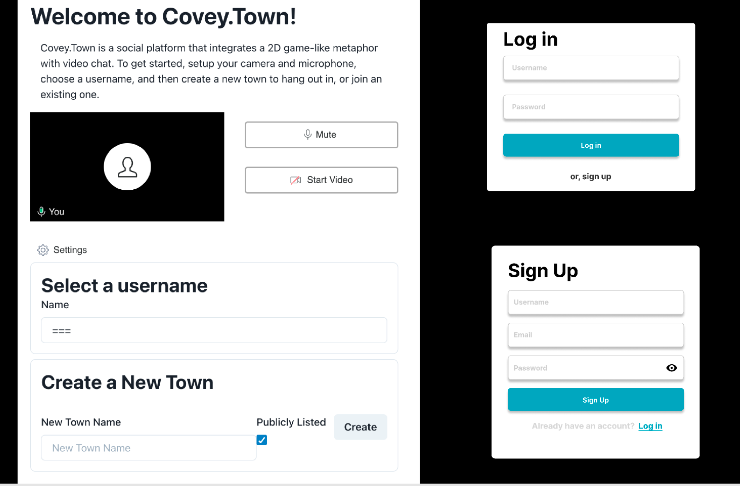 Welcome to Covey.Town!
Covey.Town is a social platform that integrates a 2D game-like metaphor
with video chat. To get started, setup your camera and microphone,
choose a username, and then create a new town to hang out in, or join an
existing one.
Mute
You
Start Video
Settings
Select a username
Name
===
Create a New Town
New Town Name
Publicly Listed
Create
New Town Name
Log in
Username
Password
Log in
or, sign up
Sign Up
Username
Email
Password
Sign Up
Already have an account? Log in